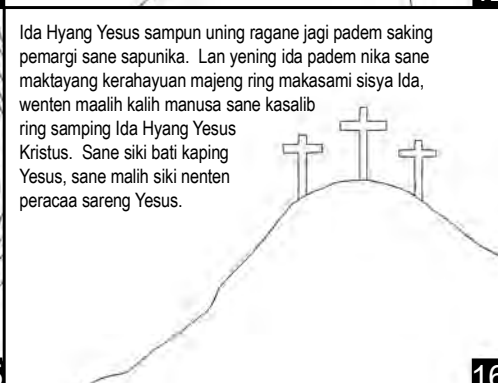 Ida Hyang Yesus sampun uning ragane jagi padem saking
pemargi sane sapunika. Lan yening ida padem nika sane
maktayang kerahayuan majeng ring makasami sisya Ida,
wenten maalih kalih manusa sane kasalib
ring samping Ida Hyang Yesus
Kristus. Sane siki bati kaping
Yesus, sane malih siki nenten
peracaa sareng Yesus.
16